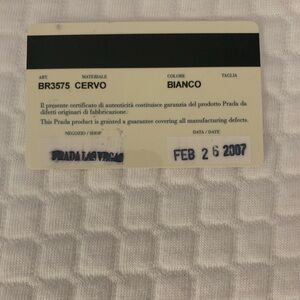 ART. MATERIALE COLORE TAGLIA
BR3575 CERVO BIANCO
Il presente certificato di autenticità costituisce garanzia del prodotto Prada da
difetti originari di fabbricazione.
This Prada product is granted a guarantee covering all manufacturing defects.
NEGOZIO / SHOP DATA / DATE
PRADA LAS VEGAS FEB 26 2007